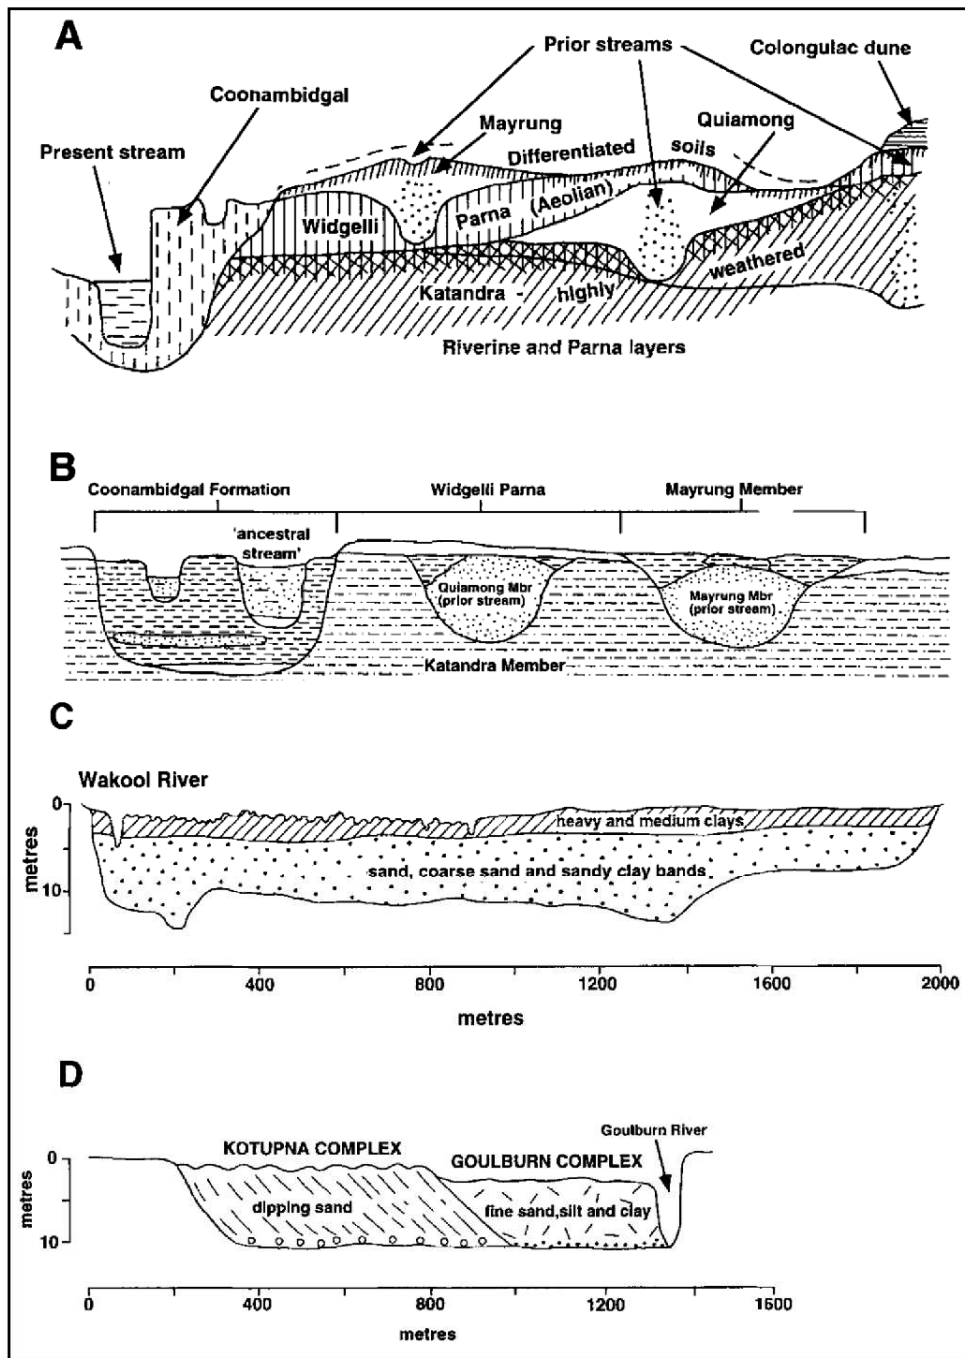 A
Prior streams
Colongulac dune
Coonambidgal
Mayrung
Quiamong
Present stream
Differentiated soils
Widgelli Parna (Aeolian)
Katandra - highly weathered
Riverine and Parna layers
B
Coonambidgal Formation
Widgelli Parna
Mayrung Member
'ancestral
stream'
Quiamong Mbr
(prior stream)
Mayrung Mbr
(prior stream)
Katandra Member
C
Wakool River
0
heavy and medium clays
metres
sand, coarse sand and sandy clay bands
10
0 400 800 1200 1600 2000
metres
D
Goulburn River
KOTUPNA COMPLEX
GOULBURN COMPLEX
0
metres
dipping sand
fine sand,silt and clay
10
0 400 800 1200 1600
metres